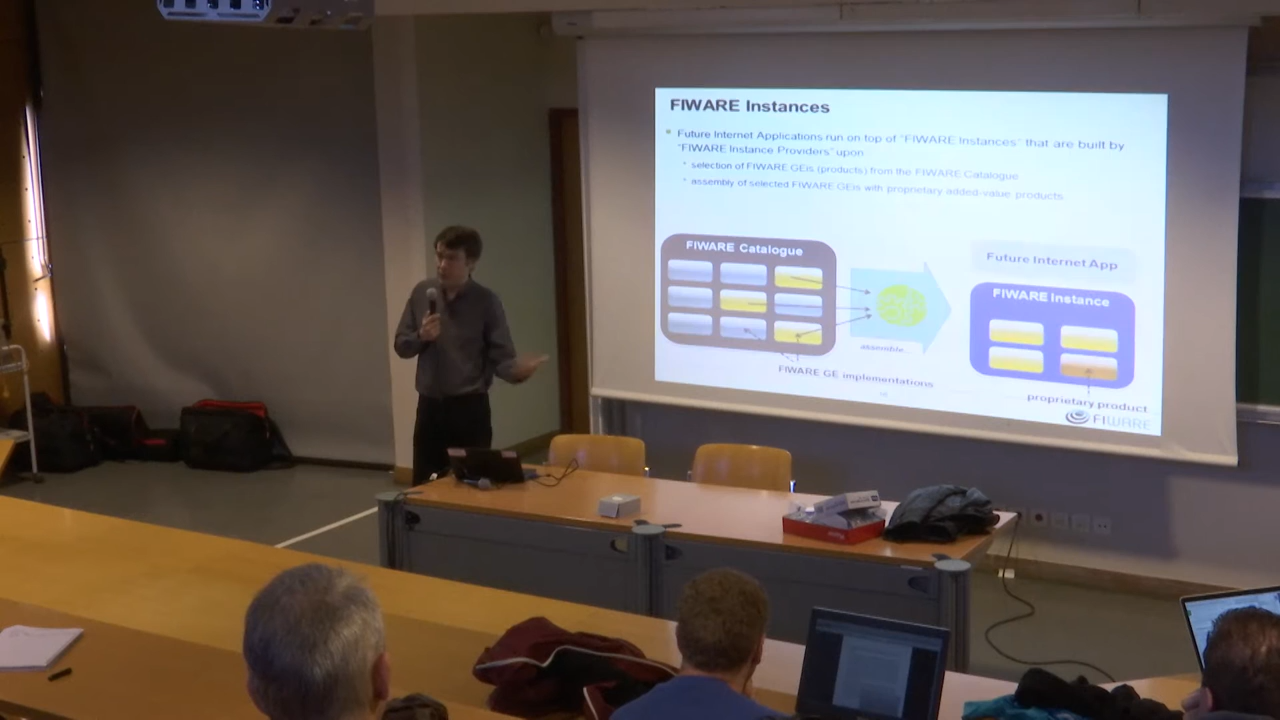 FIWARE Instances
Future Internet Applications run on top of "FIWARE Instances" that are built by
"FIWARE Instance Providers" upon
selection of FIWARE GEis (products) from the FIWARE Catalogue
assembly of selected FIWARE GEis with proprietary added-value products
FIWARE Catalogue
Future Internet App
FIWARE Instance
assemble..
FIWARE GE implementations
proprietary product
FIWARE